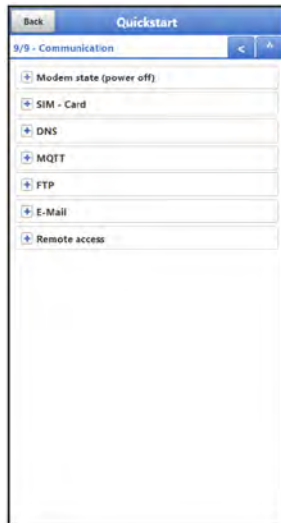 Back Quickstart
9/9 - Communication < ^
+ Modem state (power off)
+ SIM - Card
+ DNS
+ MQTT
+ FTP
+ E-Mail
+ Remote access